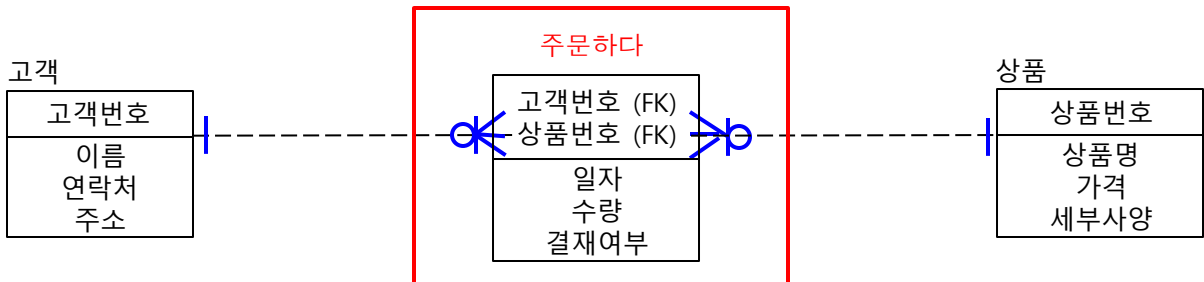 고객
고객번호
이름
연락처
주소
주문하다
고객번호 (FK)
상품번호 (FK)
일자
수량
결재여부
상품
상품번호
상품명
가격
세부사양